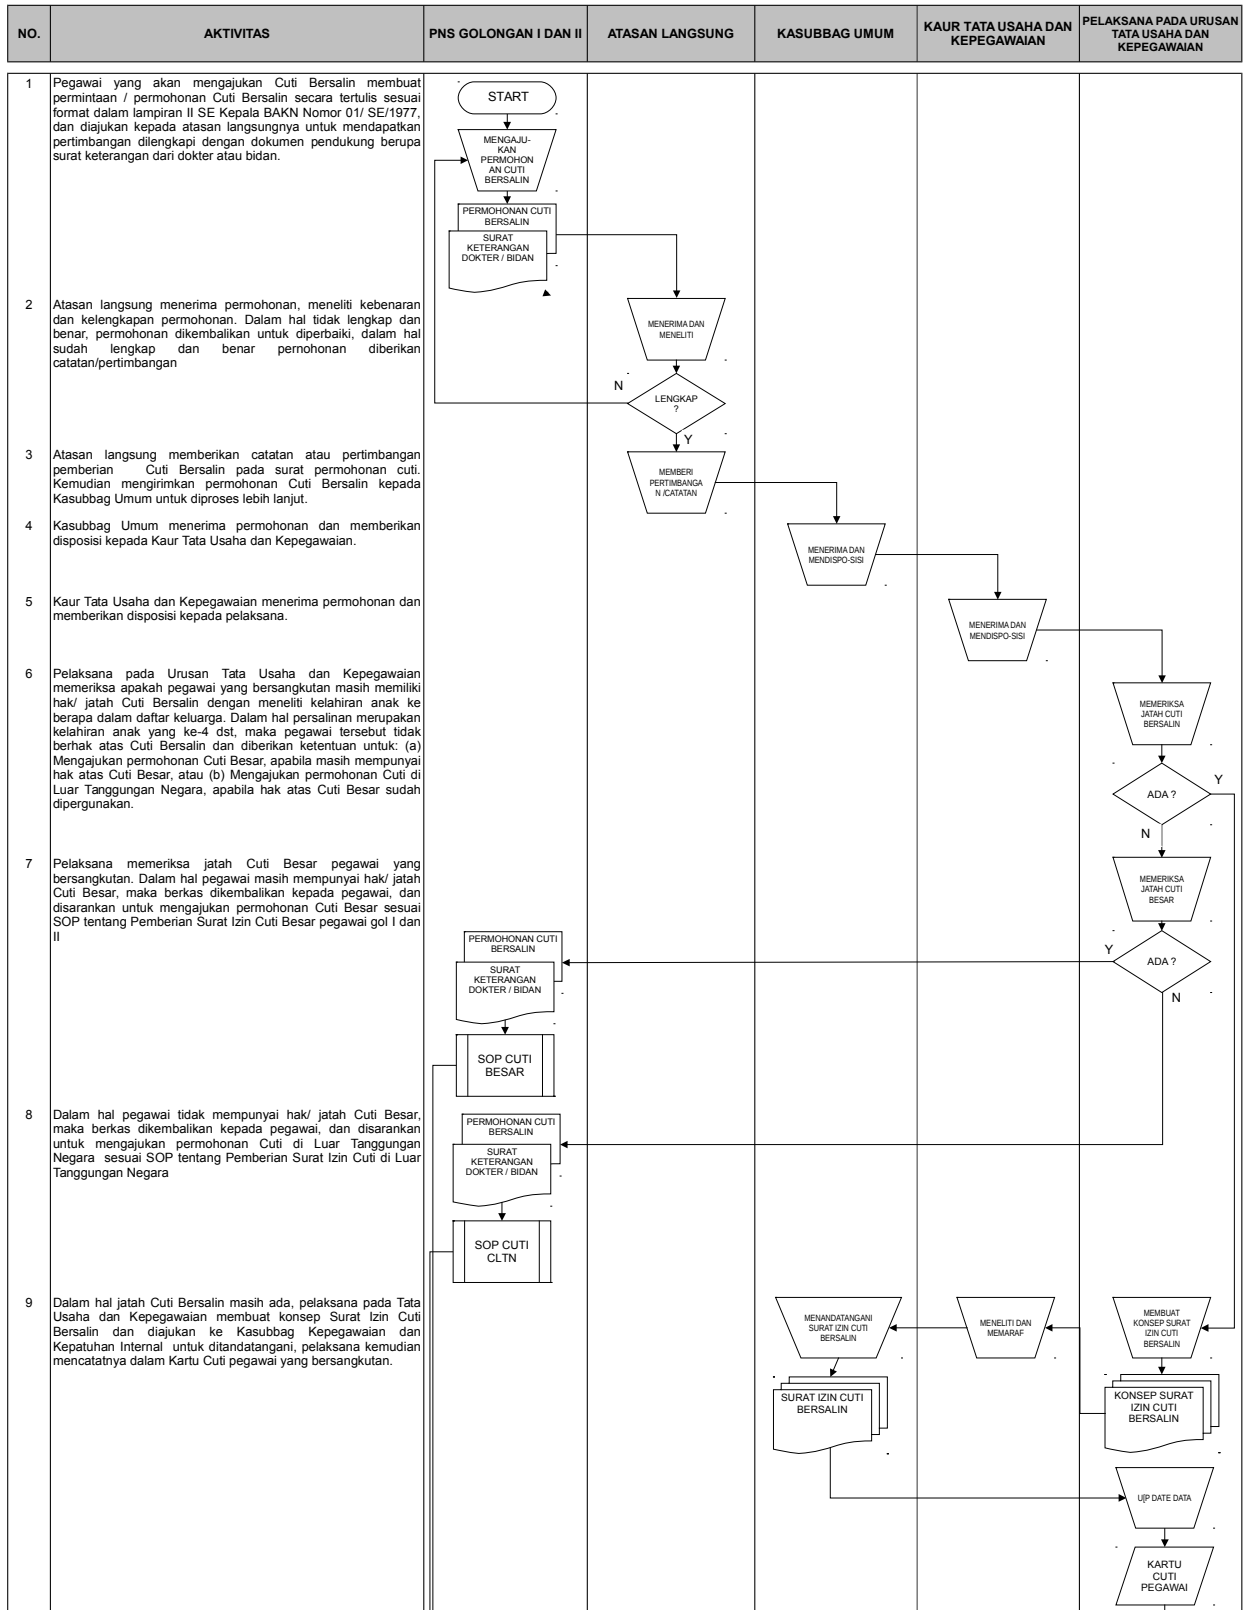 NO.
AKTIVITAS
PNS GOLONGAN I DAN II
ATASAN LANGSUNG
KASUBBAG UMUM
KAUR TATA USAHA DAN
KEPEGAWAIAN
PELAKSANA PADA URUSAN
TATA USAHA DAN
KEPEGAWAIAN
1
Pegawai yang akan mengajukan Cuti Bersalin membuat
permintaan / permohonan Cuti Bersalin secara tertulis sesuai
format dalam lampiran II SE Kepala BAKN Nomor 01/ SE/1977,
dan diajukan kepada atasan langsungnya untuk mendapatkan
pertimbangan dilengkapi dengan dokumen pendukung berupa
surat keterangan dari dokter atau bidan.
START
MENGAJU-
KAN
PERMOHON
AN CUTI
BERSALIN
PERMOHONAN CUTI
BERSALIN
SURAT
KETERANGAN
DOKTER / BIDAN
2
Atasan langsung menerima permohonan, meneliti kebenaran
dan kelengkapan permohonan. Dalam hal tidak lengkap dan
benar, permohonan dikembalikan untuk diperbaiki, dalam hal
sudah lengkap dan benar pernohonan diberikan
catatan/pertimbangan
MENERIMA DAN
MENELITI
N
LENGKAP
?
Y
3
Atasan langsung memberikan catatan atau pertimbangan
pemberian Cuti Bersalin pada surat permohonan cuti.
Kemudian mengirimkan permohonan Cuti Bersalin kepada
Kasubbag Umum untuk diproses lebih lanjut.
MEMBERI
PERTIMBANGA
N /CATATAN
4
Kasubbag Umum menerima permohonan dan memberikan
disposisi kepada Kaur Tata Usaha dan Kepegawaian.
MENERIMA DAN
MENDISPO-SISI
5
Kaur Tata Usaha dan Kepegawaian menerima permohonan dan
memberikan disposisi kepada pelaksana.
MENERIMA DAN
MENDISPO-SISI
6
Pelaksana pada Urusan Tata Usaha dan Kepegawaian
memeriksa apakah pegawai yang bersangkutan masih memiliki
hak/ jatah Cuti Bersalin dengan meneliti kelahiran anak ke
berapa dalam daftar keluarga. Dalam hal persalinan merupakan
kelahiran anak yang ke-4 dst, maka pegawai tersebut tidak
berhak atas Cuti Bersalin dan diberikan ketentuan untuk: (a)
Mengajukan permohonan Cuti Besar, apabila masih mempunyai
hak atas Cuti Besar, atau (b) Mengajukan permohonan Cuti di
Luar Tanggungan Negara, apabila hak atas Cuti Besar sudah
dipergunakan.
MEMERIKSA
JATAH CUTI
BERSALIN
ADA ?
Y
N
7
Pelaksana memeriksa jatah Cuti Besar pegawai yang
bersangkutan. Dalam hal pegawai masih mempunyai hak/ jatah
Cuti Besar, maka berkas dikembalikan kepada pegawai, dan
disarankan untuk mengajukan permohonan Cuti Besar sesuai
SOP tentang Pemberian Surat Izin Cuti Besar pegawai gol I dan
II
MEMERIKSA
JATAH CUTI
BESAR
Y
ADA ?
N
PERMOHONAN CUTI
BERSALIN
SURAT
KETERANGAN
DOKTER / BIDAN
SOP CUTI
BESAR
8
Dalam hal pegawai tidak mempunyai hak/ jatah Cuti Besar,
maka berkas dikembalikan kepada pegawai, dan disarankan
untuk mengajukan permohonan Cuti di Luar Tanggungan
Negara sesuai SOP tentang Pemberian Surat Izin Cuti di Luar
Tanggungan Negara
PERMOHONAN CUTI
BERSALIN
SURAT
KETERANGAN
DOKTER / BIDAN
SOP CUTI
CLTN
9
Dalam hal jatah Cuti Bersalin masih ada, pelaksana pada Tata
Usaha dan Kepegawaian membuat konsep Surat Izin Cuti
Bersalin dan diajukan ke Kasubbag Kepegawaian dan
Kepatuhan Internal untuk ditandatangani, pelaksana kemudian
mencatatnya dalam Kartu Cuti pegawai yang bersangkutan.
MENANDATANGANI
SURAT IZIN CUTI
BERSALIN
MENELITI DAN
MEMARAF
MEMBUAT
KONSEP SURAT
IZIN CUTI
BERSALIN
SURAT IZIN CUTI
BERSALIN
KONSEP SURAT
IZIN CUTI
BERSALIN
U[P DATE DATA
KARTU
CUTI
PEGAWAI